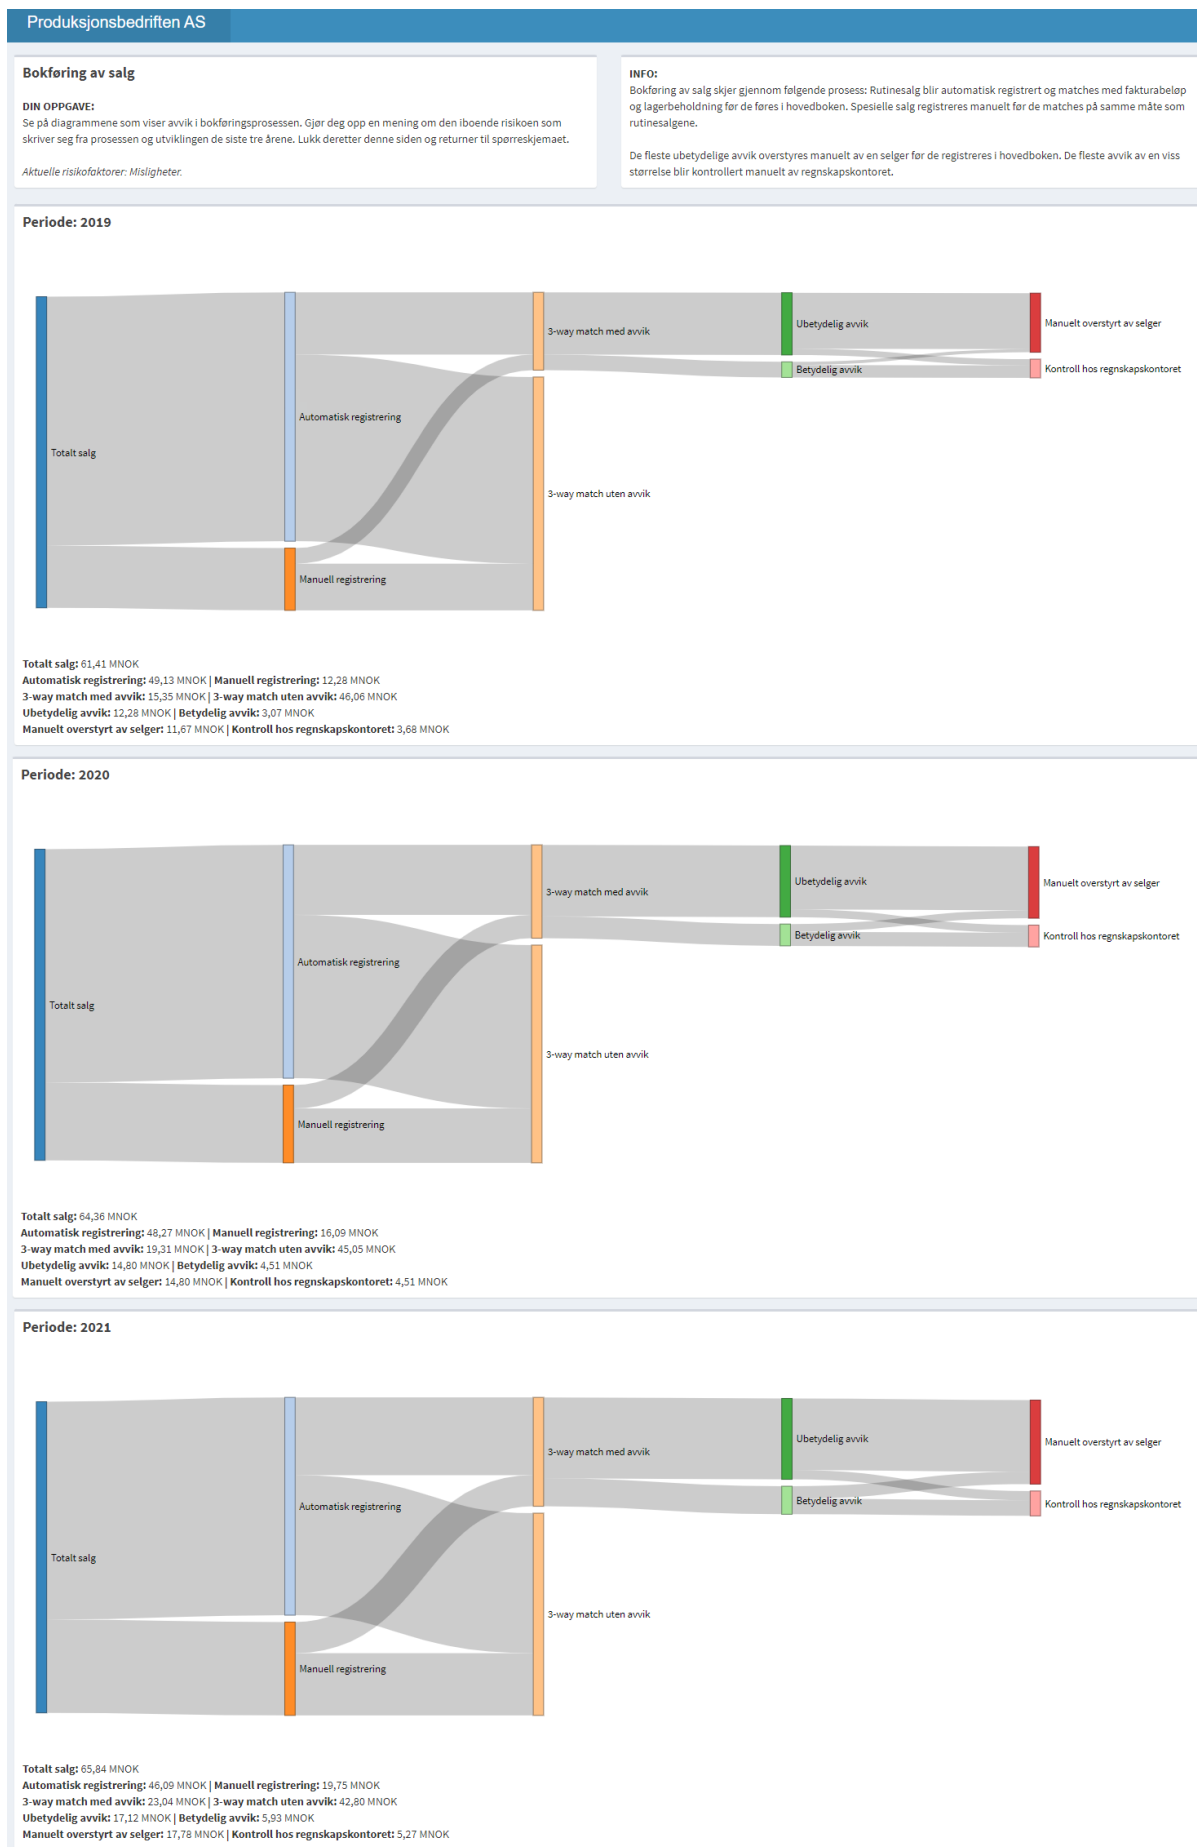 Produksjonsbedriften AS
Bokføring av salg
DIN OPPGAVE:
Se på diagrammene som viser avvik i bokføringsprosessen. Gjør deg opp en mening om den iboende risikoen som
skriver seg fra prosessen og utviklingen de siste tre årene. Lukk deretter denne siden og returner til spørreskjemaet.
Aktuelle risikofaktorer: Misligheter.
INFO:
Bokføring av salg skjer gjennom følgende prosess: Rutinesalg blir automatisk registrert og matches med fakturabeløp
og lagerbeholdning før de føres i hovedboken. Spesielle salg registreres manuelt før de matches på samme måte som
rutinesalgene.
De fleste ubetydelige avvik overstyres manuelt av en selger før de registreres i hovedboken. De fleste avvik av en viss
størrelse blir kontrollert manuelt av regnskapskontoret.
Periode: 2019
Totalt salg
Automatisk registrering
Manuell registrering
3-way match med avvik
3-way match uten avvik
Ubetydelig avvik
Betydelig avvik
Manuelt overstyrt av selger
Kontroll hos regnskapskontoret
Totalt salg: 61,41 MNOK
Automatisk registrering: 49,13 MNOK | Manuell registrering: 12,28 MNOK
3-way match med avvik: 15,35 MNOK | 3-way match uten avvik: 46,06 MNOK
Ubetydelig avvik: 12,28 MNOK | Betydelig avvik: 3,07 MNOK
Manuelt overstyrt av selger: 11,67 MNOK | Kontroll hos regnskapskontoret: 3,68 MNOK
Periode: 2020
Totalt salg
Automatisk registrering
Manuell registrering
3-way match med avvik
3-way match uten avvik
Ubetydelig avvik
Betydelig avvik
Manuelt overstyrt av selger
Kontroll hos regnskapskontoret
Totalt salg: 64,36 MNOK
Automatisk registrering: 48,27 MNOK | Manuell registrering: 16,09 MNOK
3-way match med avvik: 19,31 MNOK | 3-way match uten avvik: 45,05 MNOK
Ubetydelig avvik: 14,80 MNOK | Betydelig avvik: 4,51 MNOK
Manuelt overstyrt av selger: 14,80 MNOK | Kontroll hos regnskapskontoret: 4,51 MNOK
Periode: 2021
Totalt salg
Automatisk registrering
Manuell registrering
3-way match med avvik
3-way match uten avvik
Ubetydelig avvik
Betydelig avvik
Manuelt overstyrt av selger
Kontroll hos regnskapskontoret
Totalt salg: 65,84 MNOK
Automatisk registrering: 46,09 MNOK | Manuell registrering: 19,75 MNOK
3-way match med avvik: 23,04 MNOK | 3-way match uten avvik: 42,80 MNOK
Ubetydelig avvik: 17,12 MNOK | Betydelig avvik: 5,93 MNOK
Manuelt overstyrt av selger: 17,78 MNOK | Kontroll hos regnskapskontoret: 5,27 MNOK